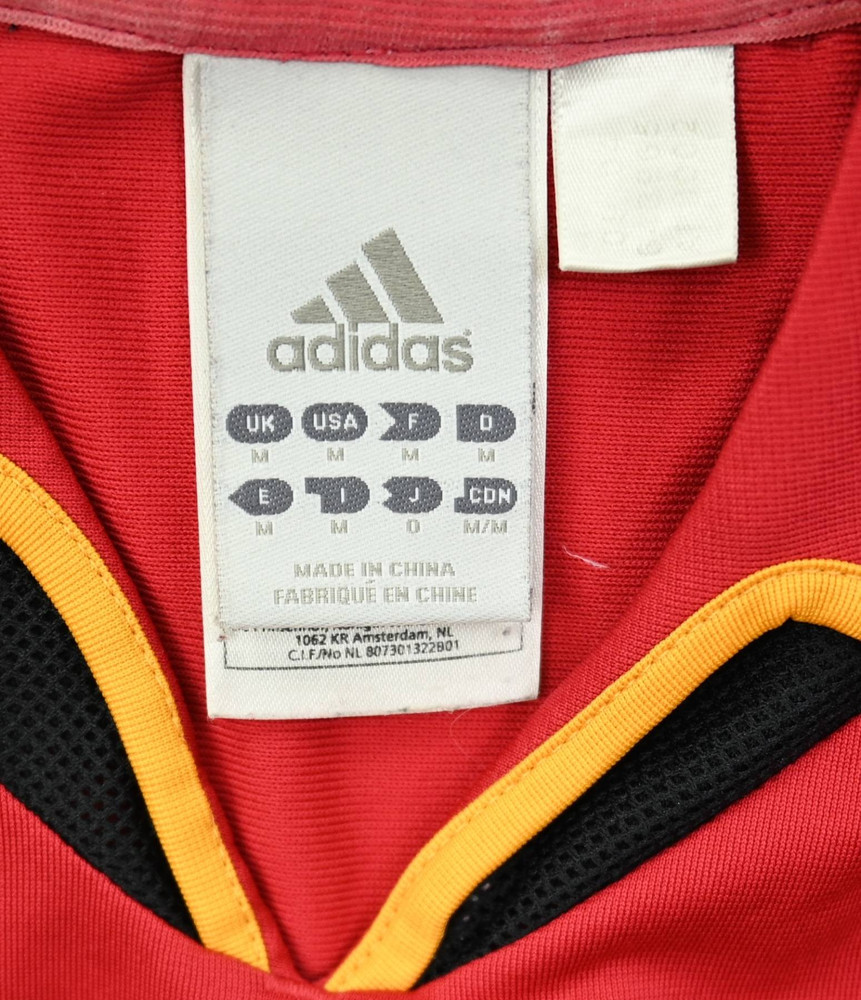 adidas
UK USA F D
M M M M
E I J CDN
M M O M/M
MADE IN CHINA
FABRIQUÉ EN CHINE
1062 KR Amsterdam, NL
C.I.F./No NL 807301322B01